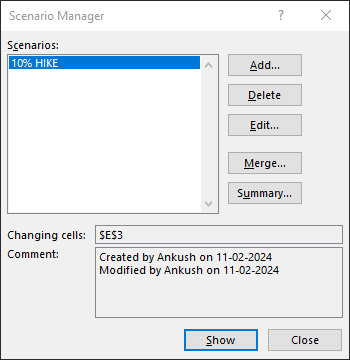 Scenario Manager ? ×
Scenarios:
10% HIKE
Add...
Delete
Edit...
Merge...
Summary...
Changing cells: $E$3
Comment: Created by Ankush on 11-02-2024
Modified by Ankush on 11-02-2024
Show Close